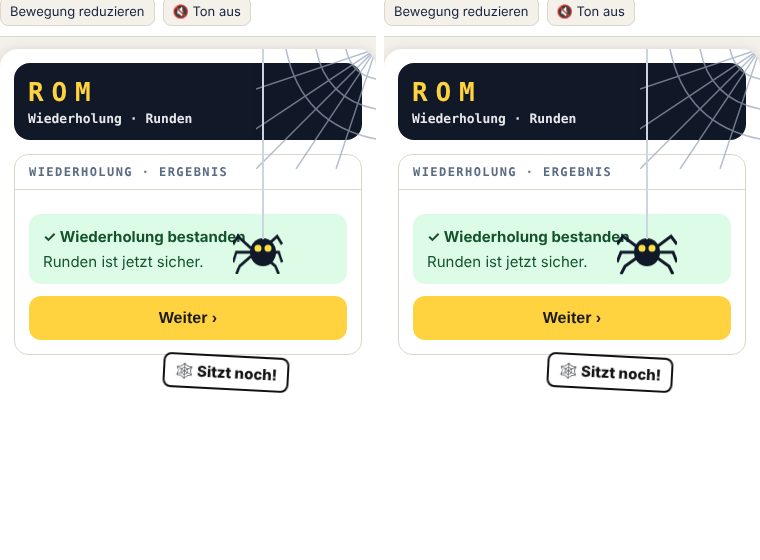 Bewegung reduzieren
🔇 Ton aus
ROM
Wiederholung · Runden
WIEDERHOLUNG · ERGEBNIS
✓ Wiederholung bestanden
Runden ist jetzt sicher.
Weiter ›
🕸 Sitzt noch!
Bewegung reduzieren
🔇 Ton aus
ROM
Wiederholung · Runden
WIEDERHOLUNG · ERGEBNIS
✓ Wiederholung bestanden
Runden ist jetzt sicher.
Weiter ›
🕸 Sitzt noch!